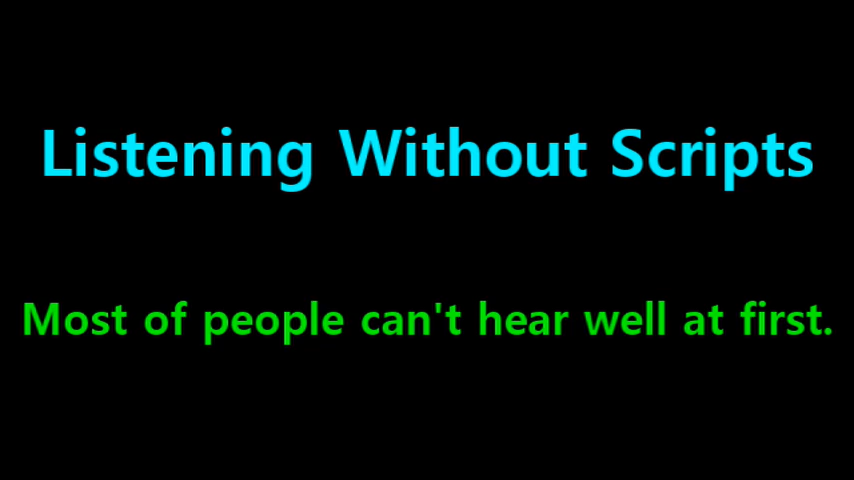 Listening Without Scripts
Most of people can't hear well at first.